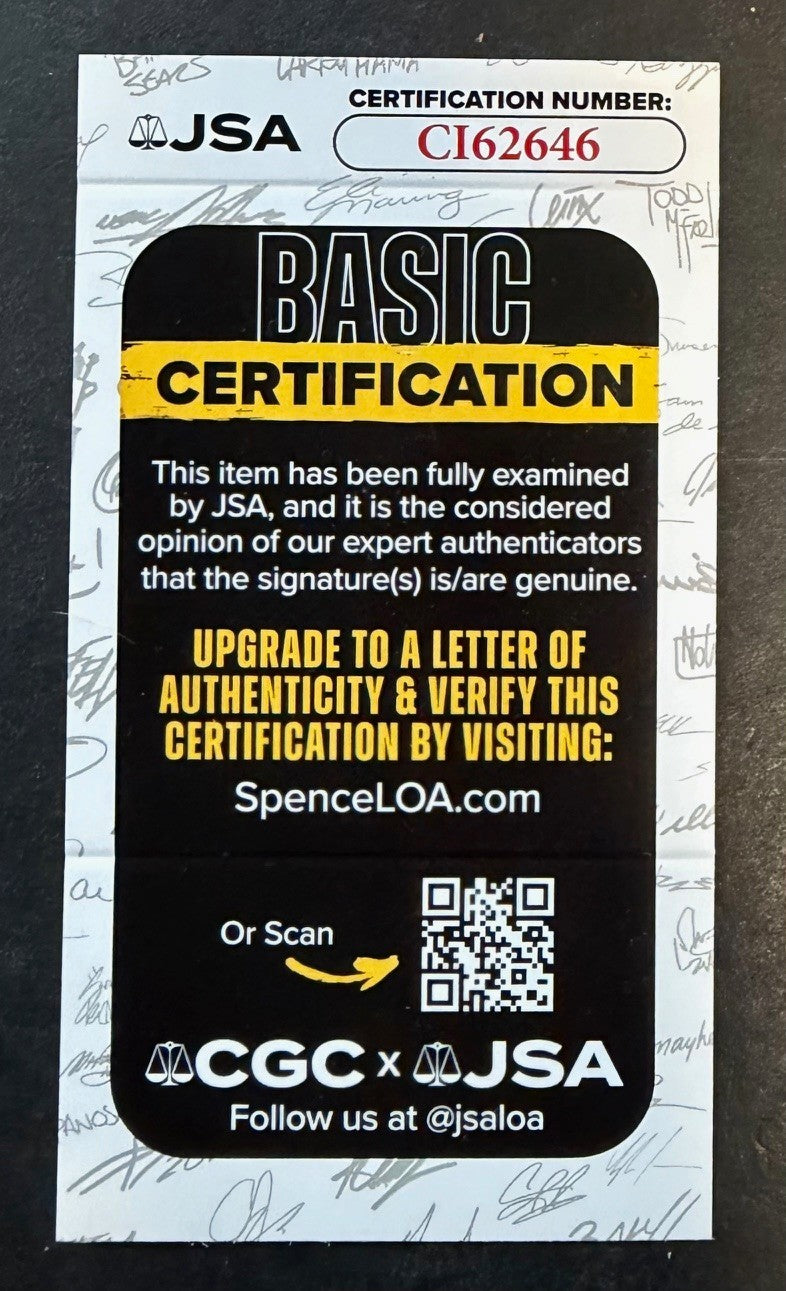 CERTIFICATION NUMBER:
JSA
CI62646
BASIC
CERTIFICATION
This item has been fully examined
by JSA, and it is the considered
opinion of our expert authenticators
that the signature(s) is/are genuine.
UPGRADE TO A LETTER OF
AUTHENTICITY & VERIFY THIS
CERTIFICATION BY VISITING:
SpenceLOA.com
Or Scan
CGC x JSA
Follow us at @jsaloa